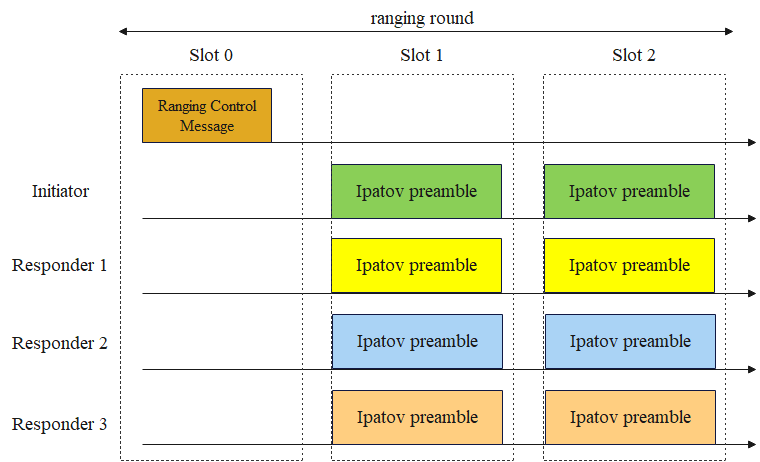 ranging round
Slot 0 Slot 1 Slot 2
Ranging Control
Message
Initiator Ipatov preamble Ipatov preamble
Responder 1 Ipatov preamble Ipatov preamble
Responder 2 Ipatov preamble Ipatov preamble
Responder 3 Ipatov preamble Ipatov preamble